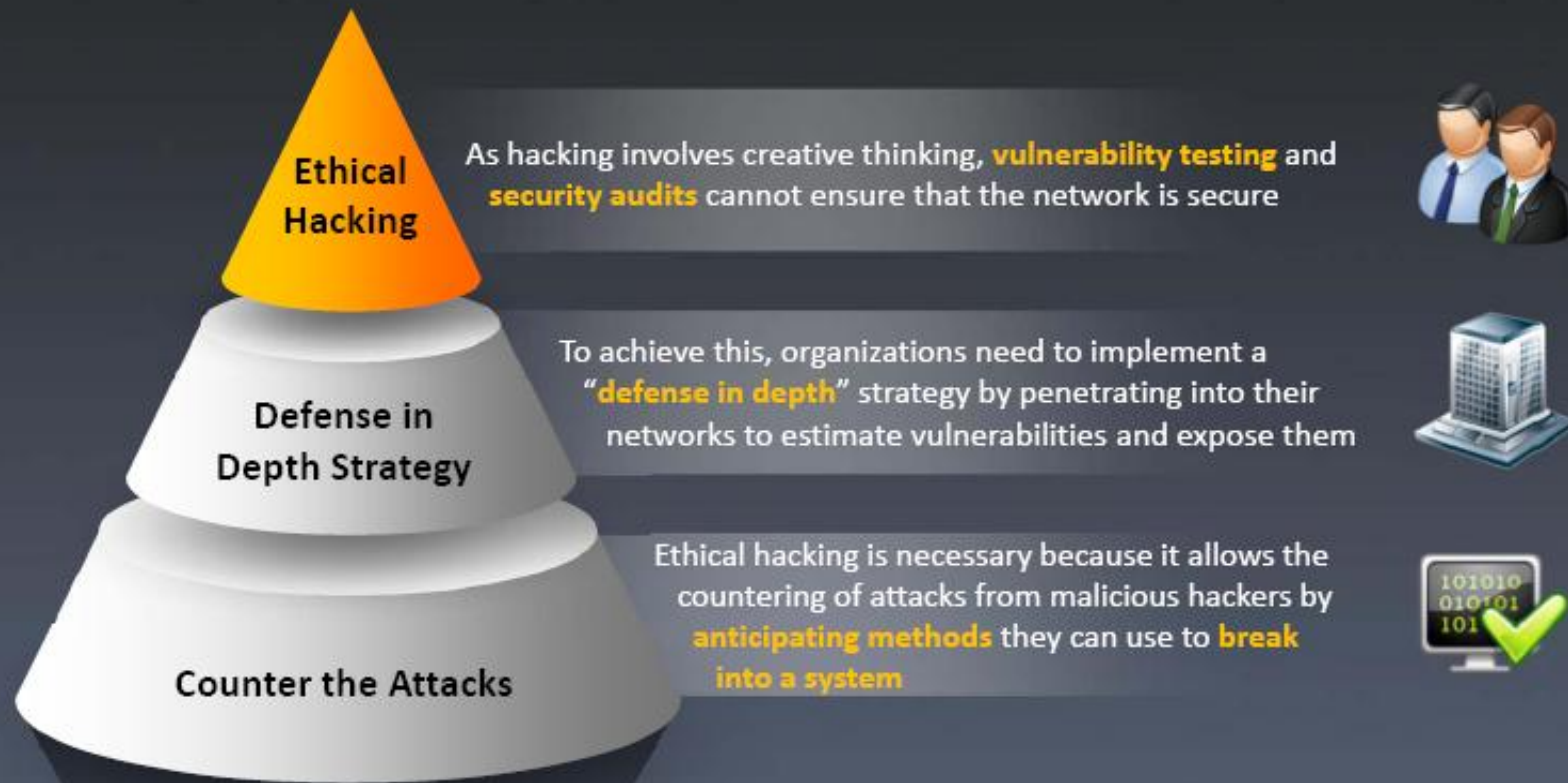 Ethical
Hacking
As hacking involves creative thinking, vulnerability testing and
security audits cannot ensure that the network is secure
Defense in
Depth Strategy
To achieve this, organizations need to implement a
“defense in depth” strategy by penetrating into their
networks to estimate vulnerabilities and expose them
Counter the Attacks
Ethical hacking is necessary because it allows the
countering of attacks from malicious hackers by
anticipating methods they can use to break
into a system
101010
010101
101